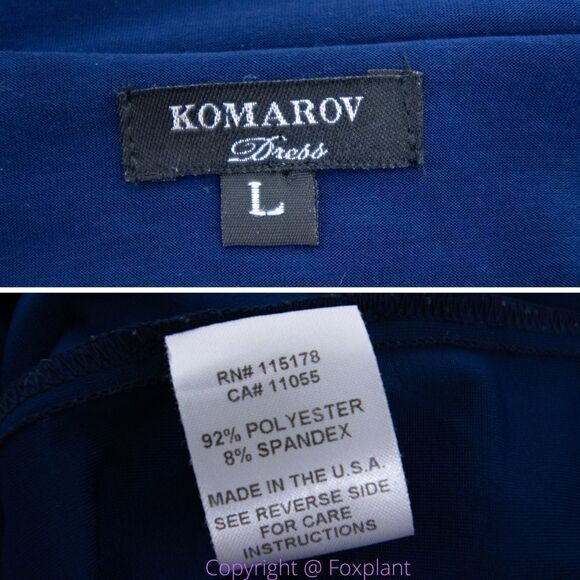 KOMAROV
Dress
L
RN# 115178
CA# 11055
92% POLYESTER
8% SPANDEX
MADE IN THE U.S.A.
SEE REVERSE SIDE
FOR CARE
INSTRUCTIONS
Copyright @ Foxplant